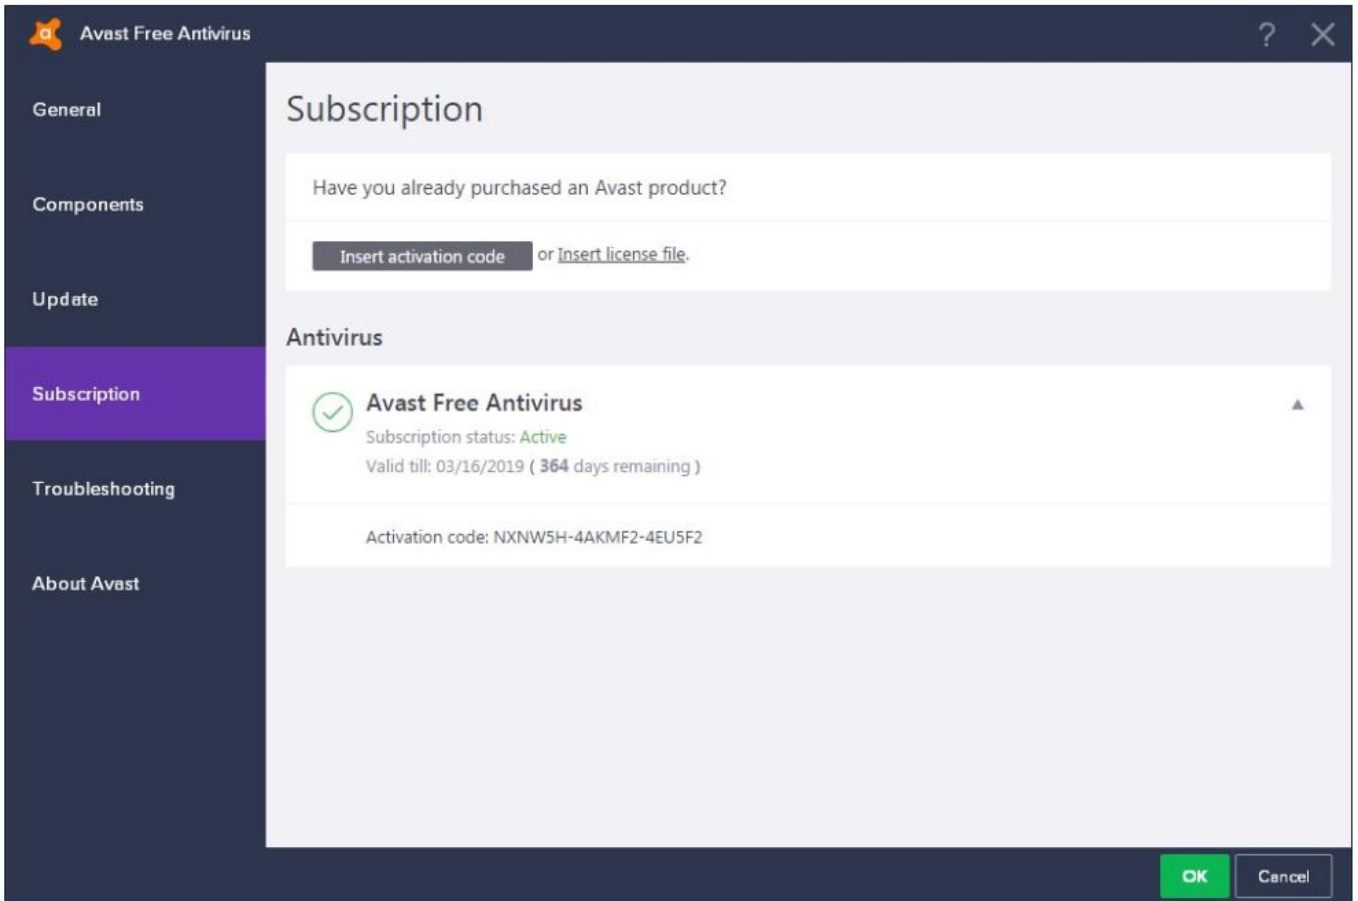 Avast Free Antivirus
?
General
Components
Update
Subscription
Troubleshooting
About Avast
Subscription
Have you already purchased an Avast product?
Insert activation code or Insert license file.
Antivirus
Avast Free Antivirus
Subscription status: Active
Valid till: 03/16/2019 ( 364 days remaining )
Activation code: NXNW5H-4AKMF2-4EU5F2
OK Cancel